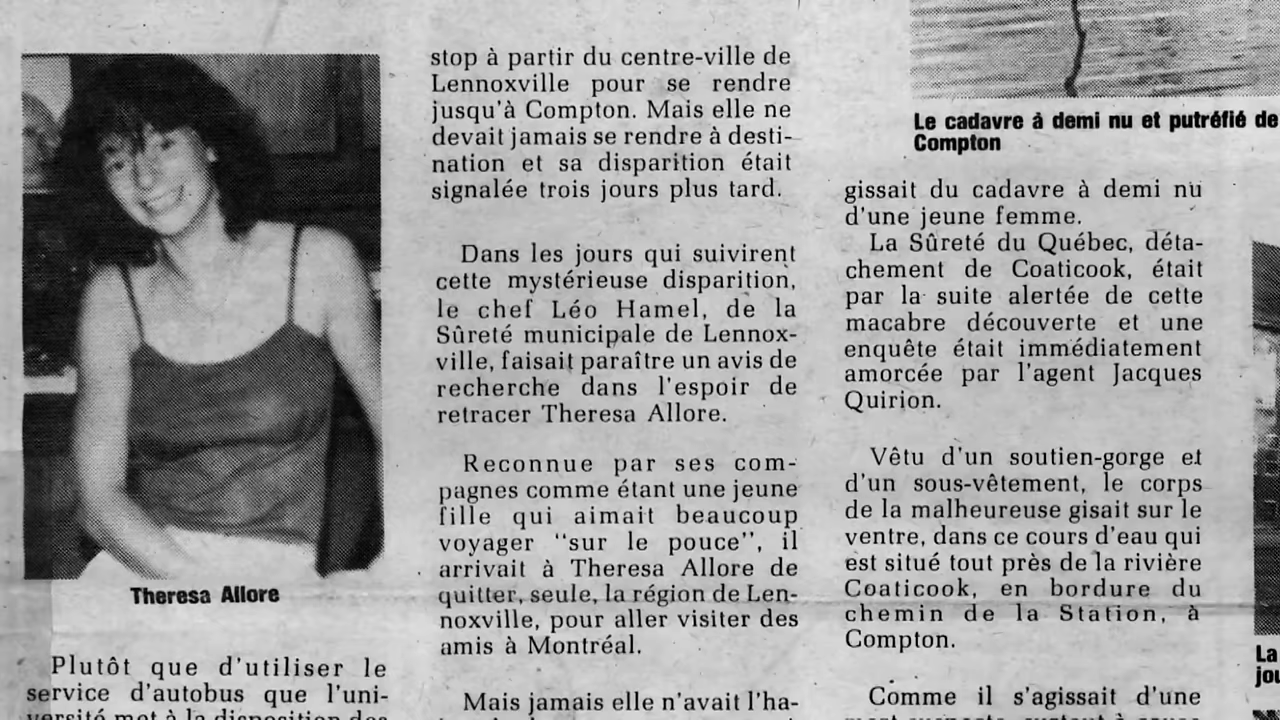 Theresa Allore
Plutôt que d'utiliser le
service d'autobus que l'uni-
versité met à la disposition des
stop à partir du centre-ville de
Lennoxville pour se rendre
jusqu'à Compton. Mais elle ne
devait jamais se rendre à desti-
nation et sa disparition était
signalée trois jours plus tard.
Dans les jours qui suivirent
cette mystérieuse disparition,
le chef Léo Hamel, de la
Sûreté municipale de Lennox-
ville, faisait paraître un avis de
recherche dans l'espoir de
retracer Theresa Allore.
Reconnue par ses com-
pagnes comme étant une jeune
fille qui aimait beaucoup
voyager "sur le pouce", il
arrivait à Theresa Allore de
quitter, seule, la région de Len-
noxville, pour aller visiter des
amis à Montréal.
Mais jamais elle n'avait l'ha-
Le cadavre à demi nu et putréfié de
Compton
gissait du cadavre à demi nu
d'une jeune femme.
La Sûreté du Québec, déta-
chement de Coaticook, était
par la suite alertée de cette
macabre découverte et une
enquête était immédiatement
amorcée par l'agent Jacques
Quirion.
Vêtu d'un soutien-gorge et
d'un sous-vêtement, le corps
de la malheureuse gisait sur le
ventre, dans ce cours d'eau qui
est situé tout près de la rivière
Coaticook, en bordure du
chemin de la Station, à
Compton.
Comme il s'agissait d'une
La
jou